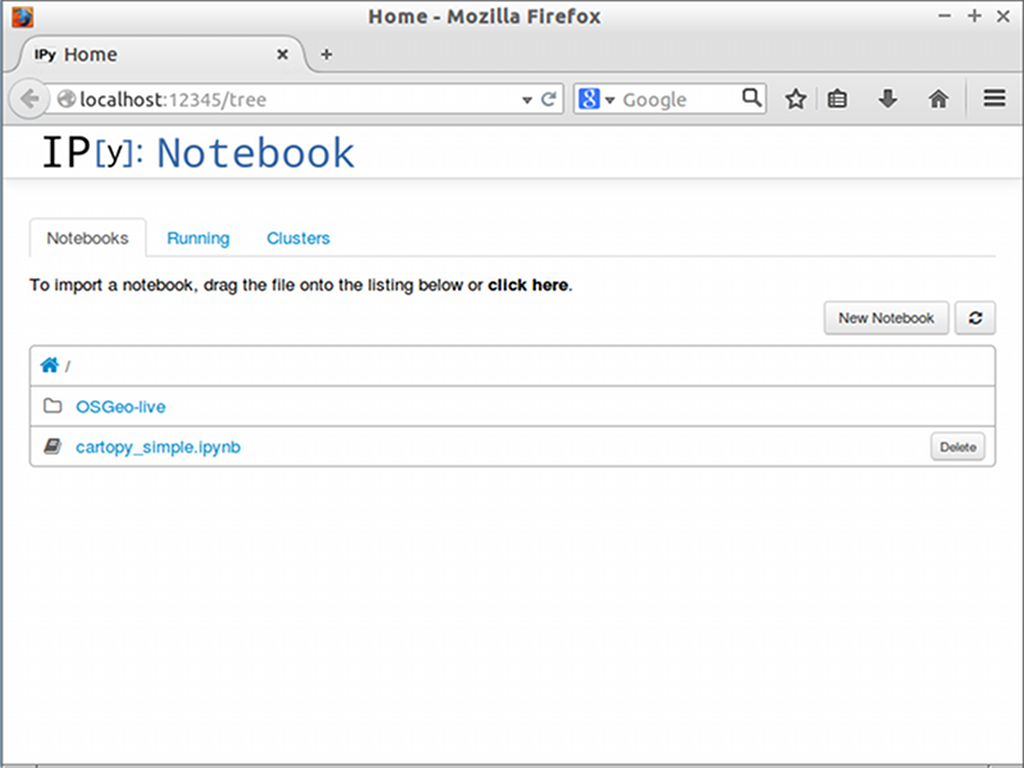 Home - Mozilla Firefox
IPy Home
localhost:12345/tree
8 Google
IP[y]: Notebook
Notebooks Running Clusters
To import a notebook, drag the file onto the listing below or click here.
New Notebook
/
OSGeo-live
cartopy_simple.ipynb Delete